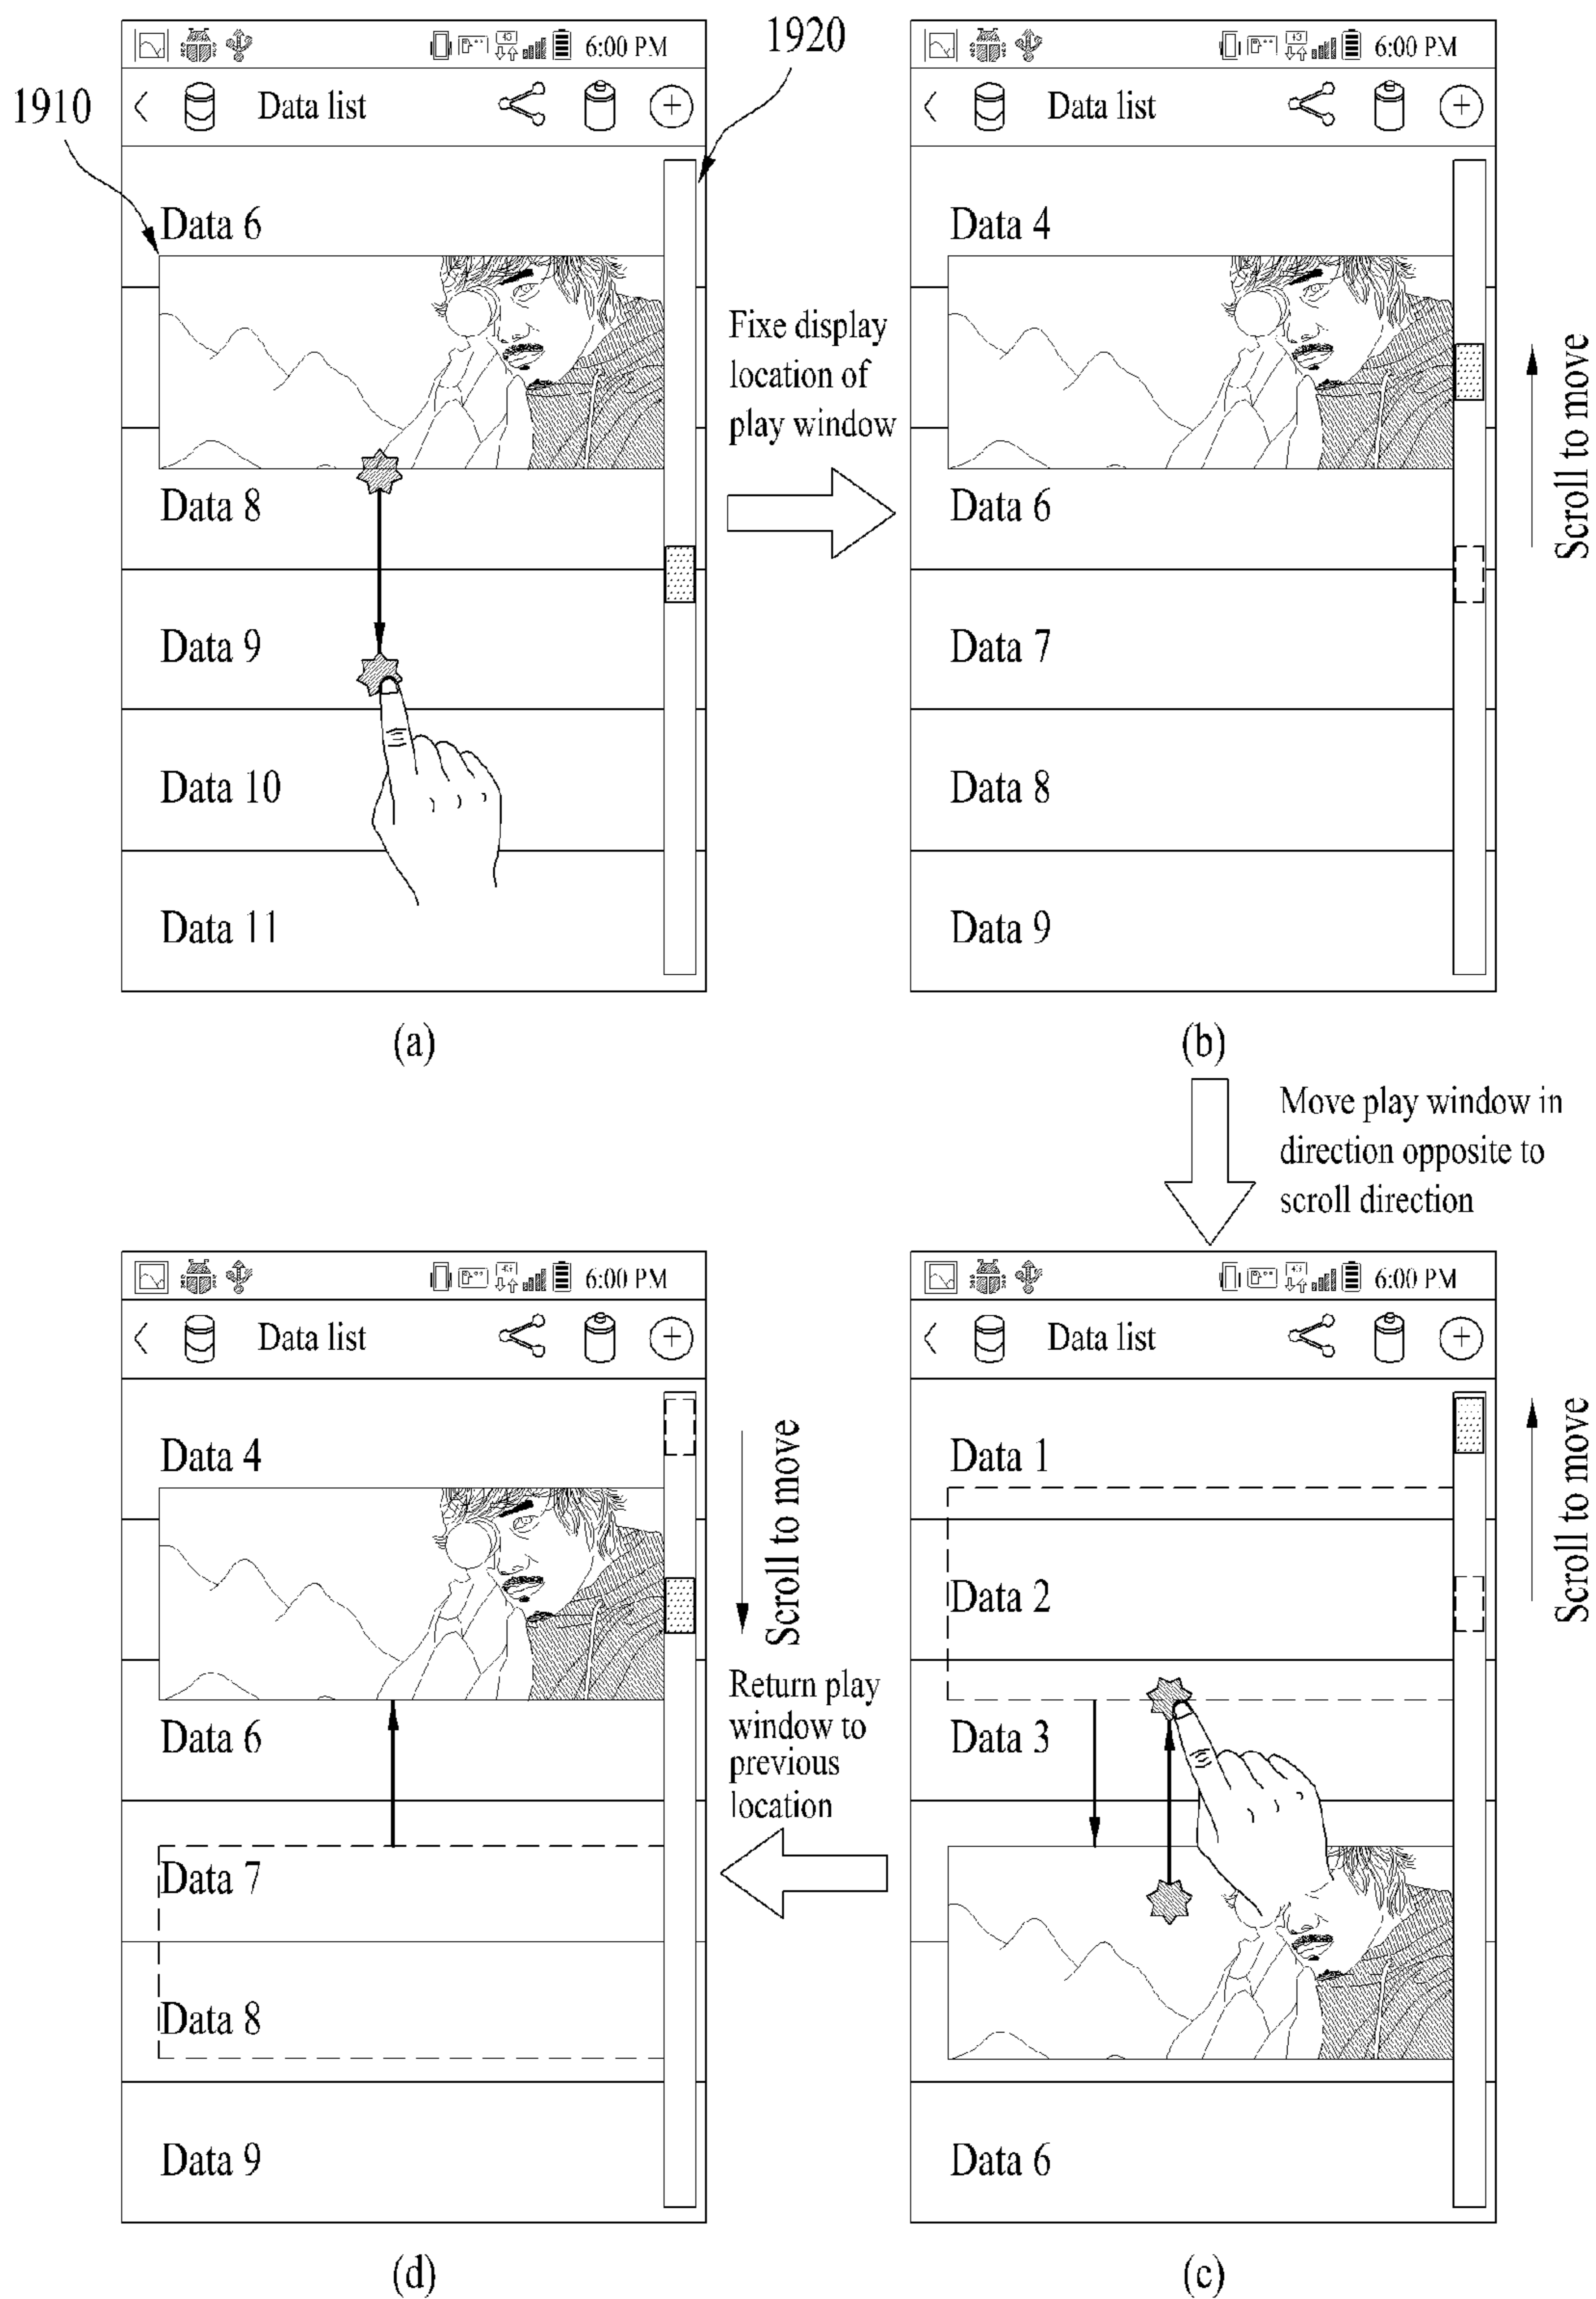 1910
1920
6:00 PM
Data list
Data 6
Data 8
Data 9
Data 10
Data 11
(a)
Fixe display
location of
play window
6:00 PM
Data list
Data 4
Data 6
Data 7
Data 8
Data 9
Scroll to move
(b)
Move play window in
direction opposite to
scroll direction
6:00 PM
Data list
Data 1
Data 2
Data 3
Data 6
Scroll to move
(c)
Scroll to move
Return play
window to
previous
location
6:00 PM
Data list
Data 4
Data 6
Data 7
Data 8
Data 9
(d)